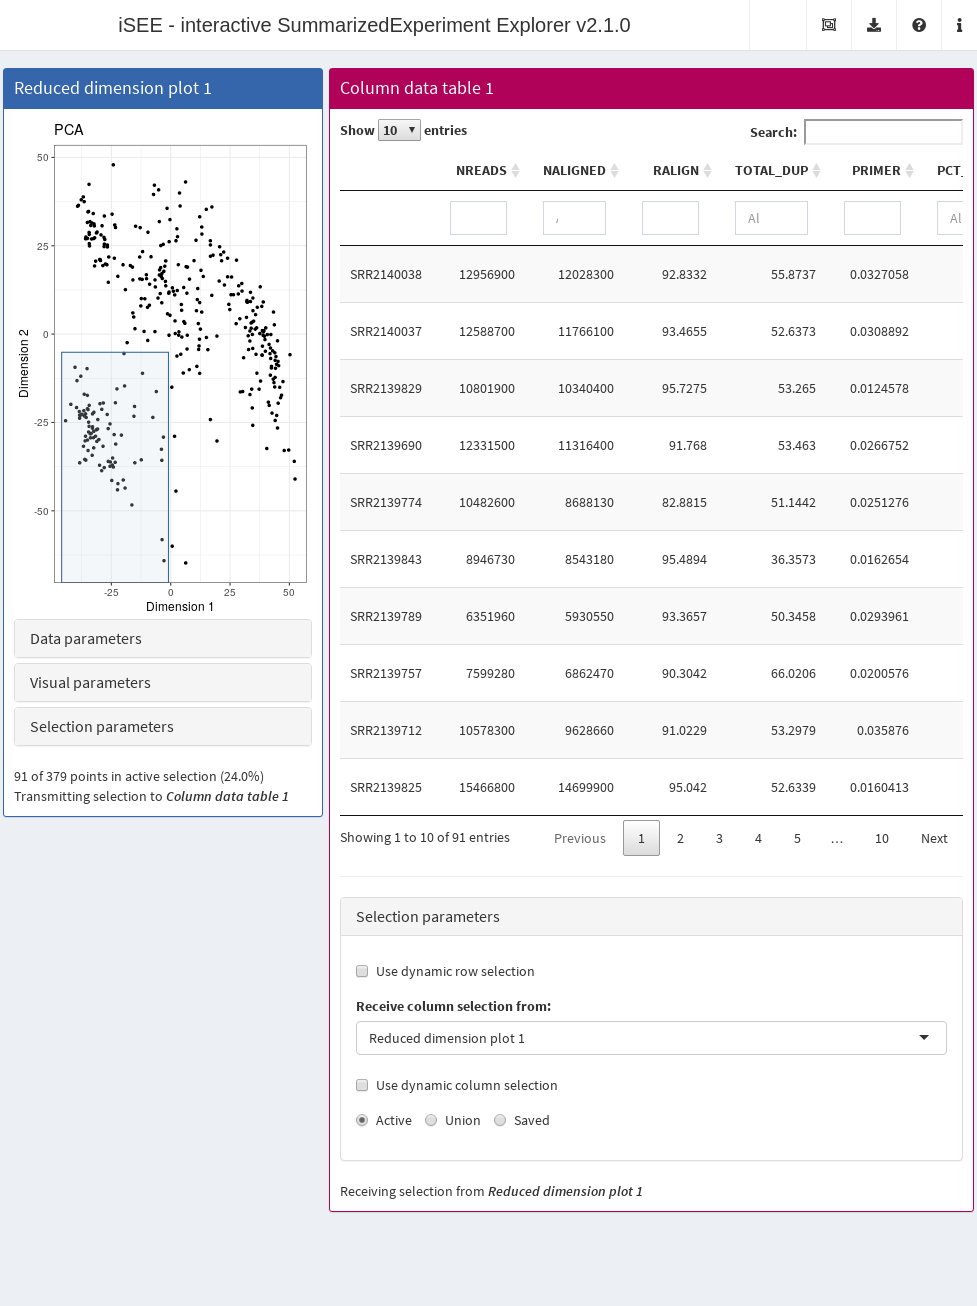 iSEE - interactive SummarizedExperiment Explorer v2.1.0
Reduced dimension plot 1
PCA
50
25
0
-25
-50
Dimension 2
-25 0 25 50
Dimension 1
Data parameters
Visual parameters
Selection parameters
91 of 379 points in active selection (24.0%)
Transmitting selection to Column data table 1
Column data table 1
Show 10 entries Search:
NREADS NALIGNED RALIGN TOTAL_DUP PRIMER PCT_
Al Al
SRR2140038 12956900 12028300 92.8332 55.8737 0.0327058
SRR2140037 12588700 11766100 93.4655 52.6373 0.0308892
SRR2139829 10801900 10340400 95.7275 53.265 0.0124578
SRR2139690 12331500 11316400 91.768 53.463 0.0266752
SRR2139774 10482600 8688130 82.8815 51.1442 0.0251276
SRR2139843 8946730 8543180 95.4894 36.3573 0.0162654
SRR2139789 6351960 5930550 93.3657 50.3458 0.0293961
SRR2139757 7599280 6862470 90.3042 66.0206 0.0200576
SRR2139712 10578300 9628660 91.0229 53.2979 0.035876
SRR2139825 15466800 14699900 95.042 52.6339 0.0160413
Showing 1 to 10 of 91 entries Previous 1 2 3 4 5 … 10 Next
Selection parameters
Use dynamic row selection
Receive column selection from:
Reduced dimension plot 1
Use dynamic column selection
Active Union Saved
Receiving selection from Reduced dimension plot 1